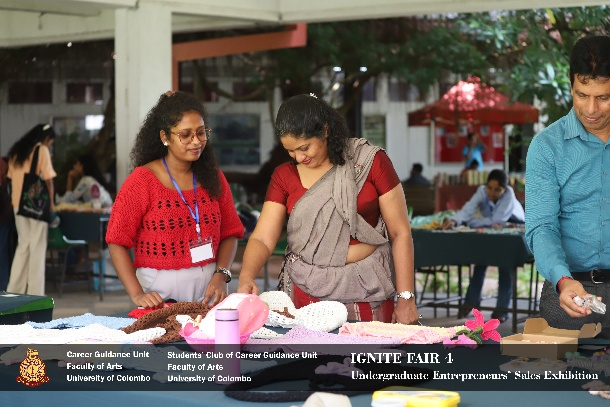 Career Guidance Unit
Faculty of Arts
University of Colombo
Students' Club of Career Guidance Unit
Faculty of Arts
University of Colombo
IGNITE FAIR 4
Undergraduate Entrepreneurs' Sales Exhibition